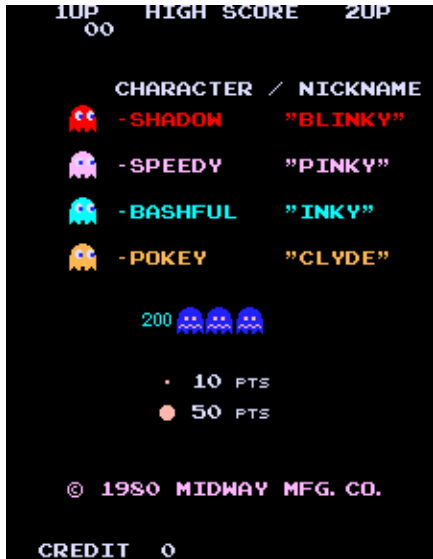 1UP HIGH SCORE 2UP
00
CHARACTER / NICKNAME
-SHADOW "BLINKY"
-SPEEDY "PINKY"
-BASHFUL "INKY"
-POKEY "CLYDE"
200
10 PTS
50 PTS
© 1980 MIDWAY MFG. CO.
CREDIT 0